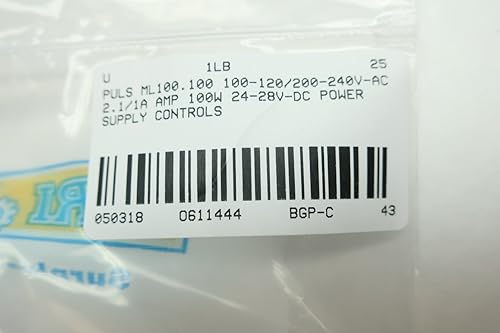 U 1LB 25
PULS ML100.100 100-120/200-240V-AC
2.1/1A AMP 100W 24-28V-DC POWER
SUPPLY CONTROLS
050318 0611444 BGP-C 43
RI